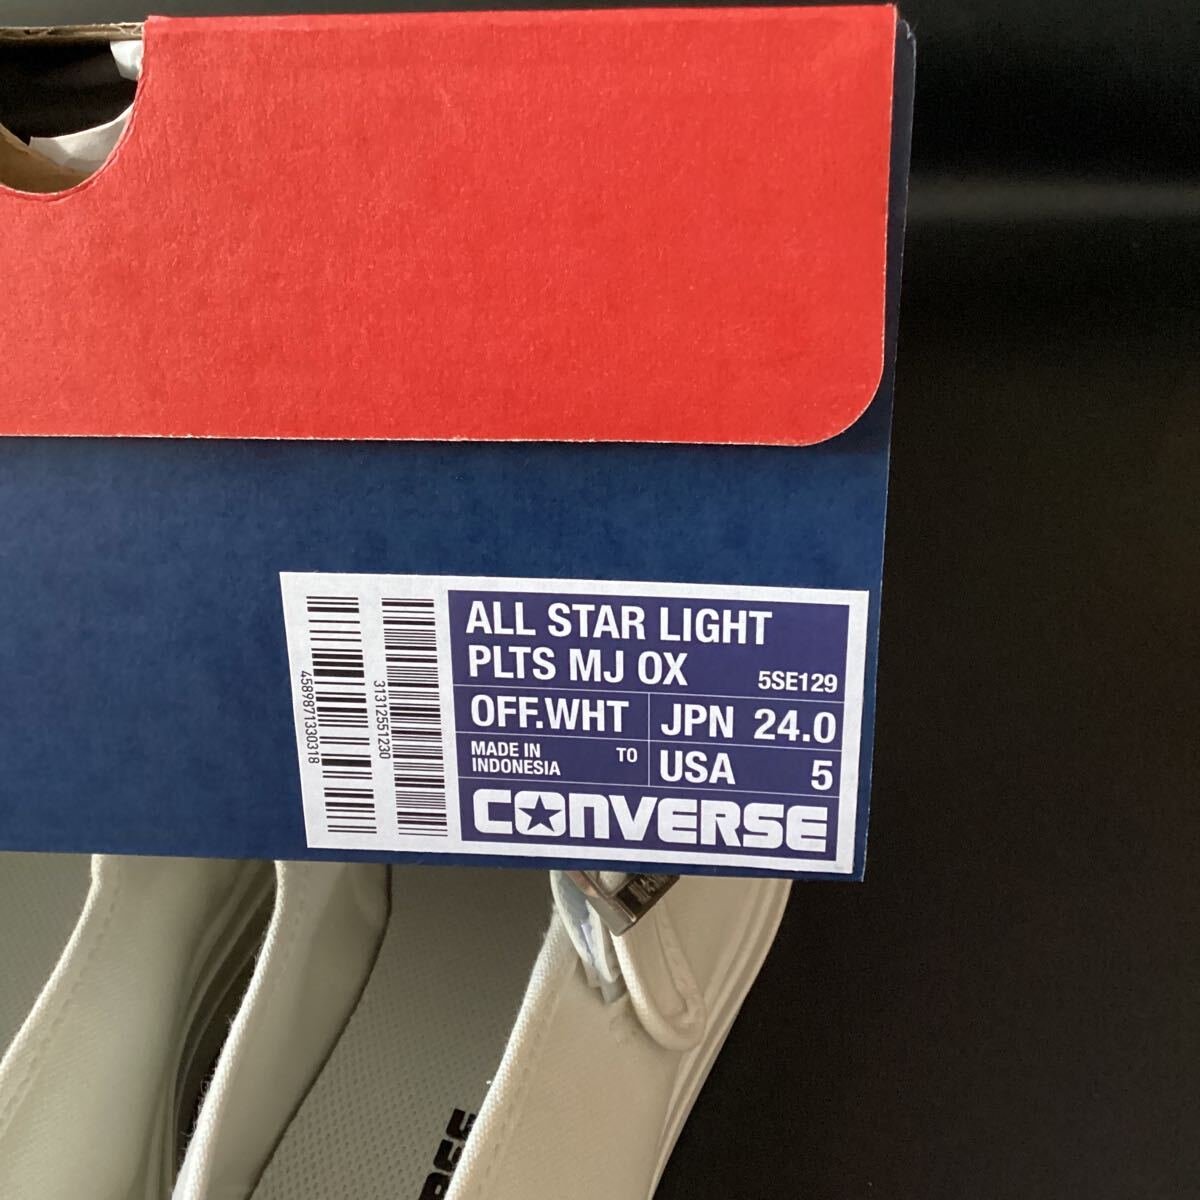 ALL STAR LIGHT
PLTS MJ OX 5SE129
OFF.WHT JPN 24.0
MADE IN INDONESIA TO USA 5
CONVERSE
4589871330318
31312551230